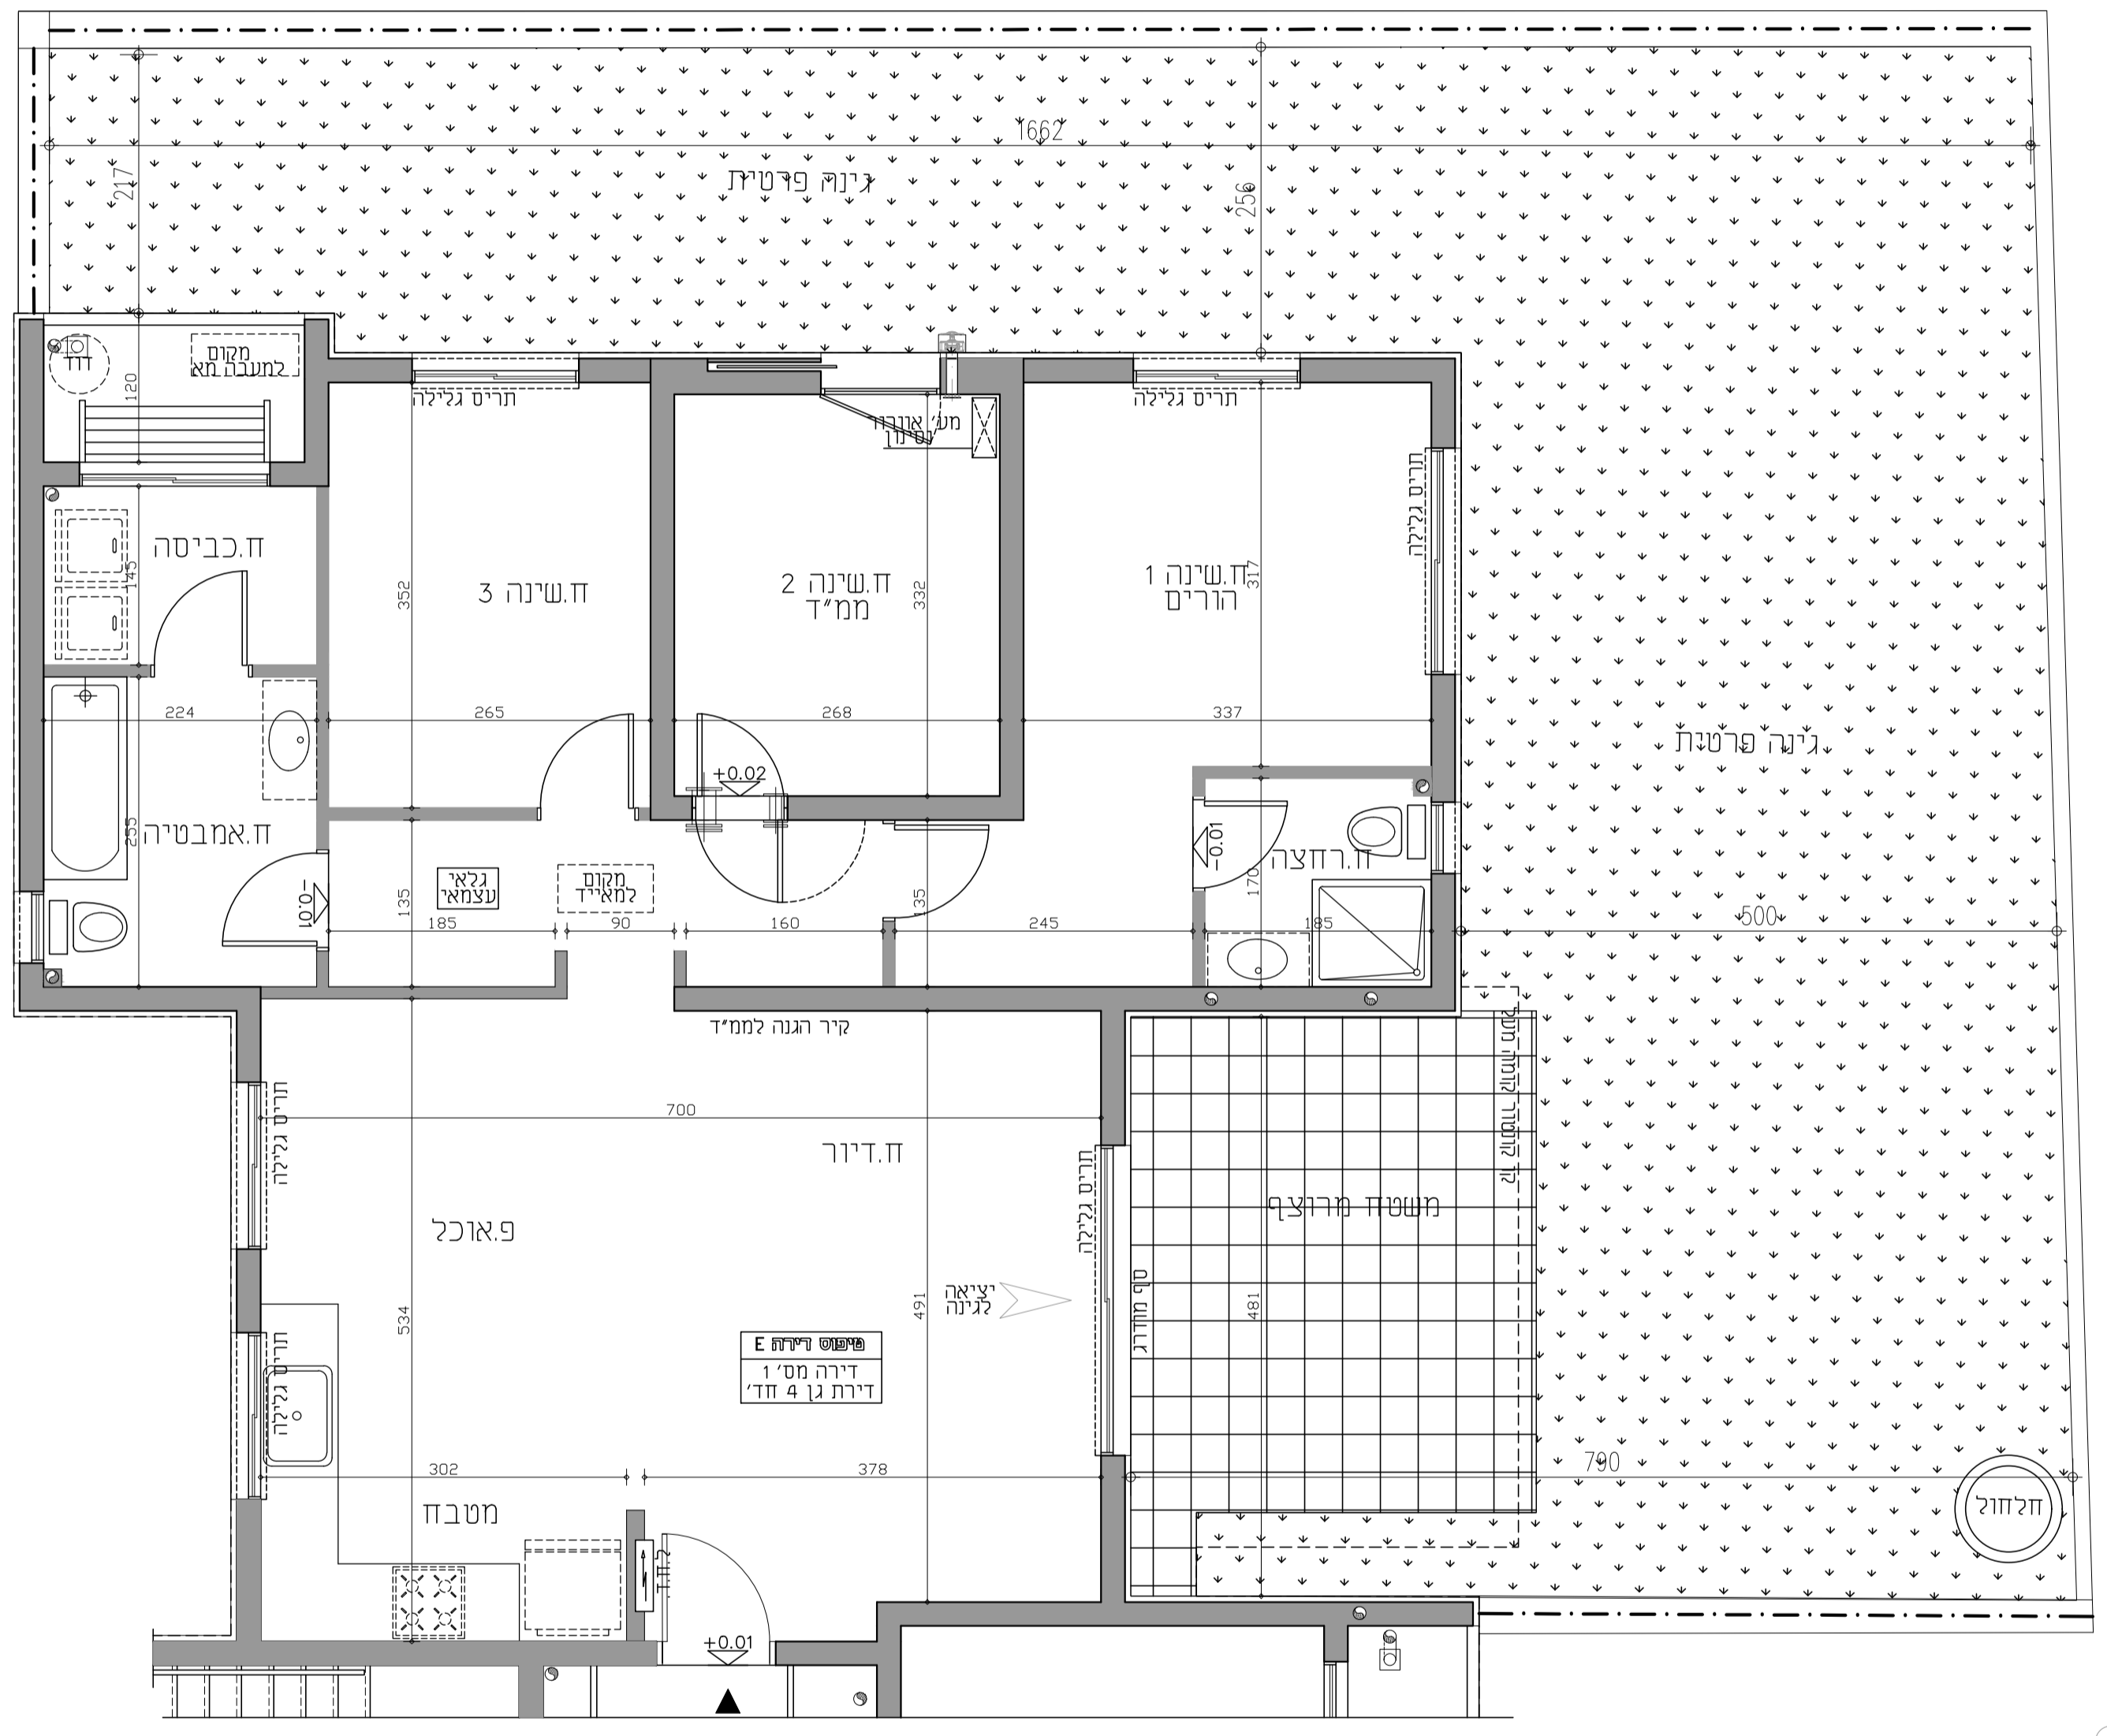 1662
גינה פרטית
217
256
דוד
מקום
למעבה מא
120
תריס גלילה
מע' אוורור
וסינון
תריס גלילה
תריס גלילה
ח.כביסה
145
ח.שינה 3
352
ח.שינה 2
ממ"ד
332
ח.שינה 1
הורים
317
224
265
268
337
גינה פרטית
+0.02
255
ח.אמבטיה
-0.01
גלאי
עצמאי
מקום
למאייד
135
135
-0.01
ח.רחצה
170
185
90
160
245
185
500
קיר הגנה לממ"ד
קו קונטור קומה מעל
תריס גלילה
700
ח.דיור
תריס גלילה
משטח מרוצף
פ.אוכל
534
491
יציאה
לגינה
סף מודרג
481
טיפוס דירה E
דירה מס' 1
דירת גן 4 חד'
תריס גלילה
302
378
790
מטבח
חלחול
+0.01